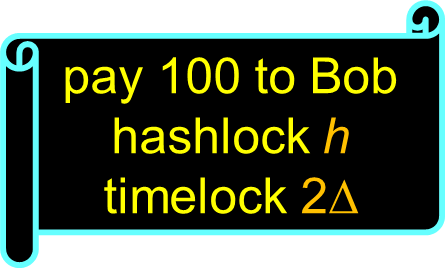 pay 100 to Bob
hashlock h
timelock 2Δ